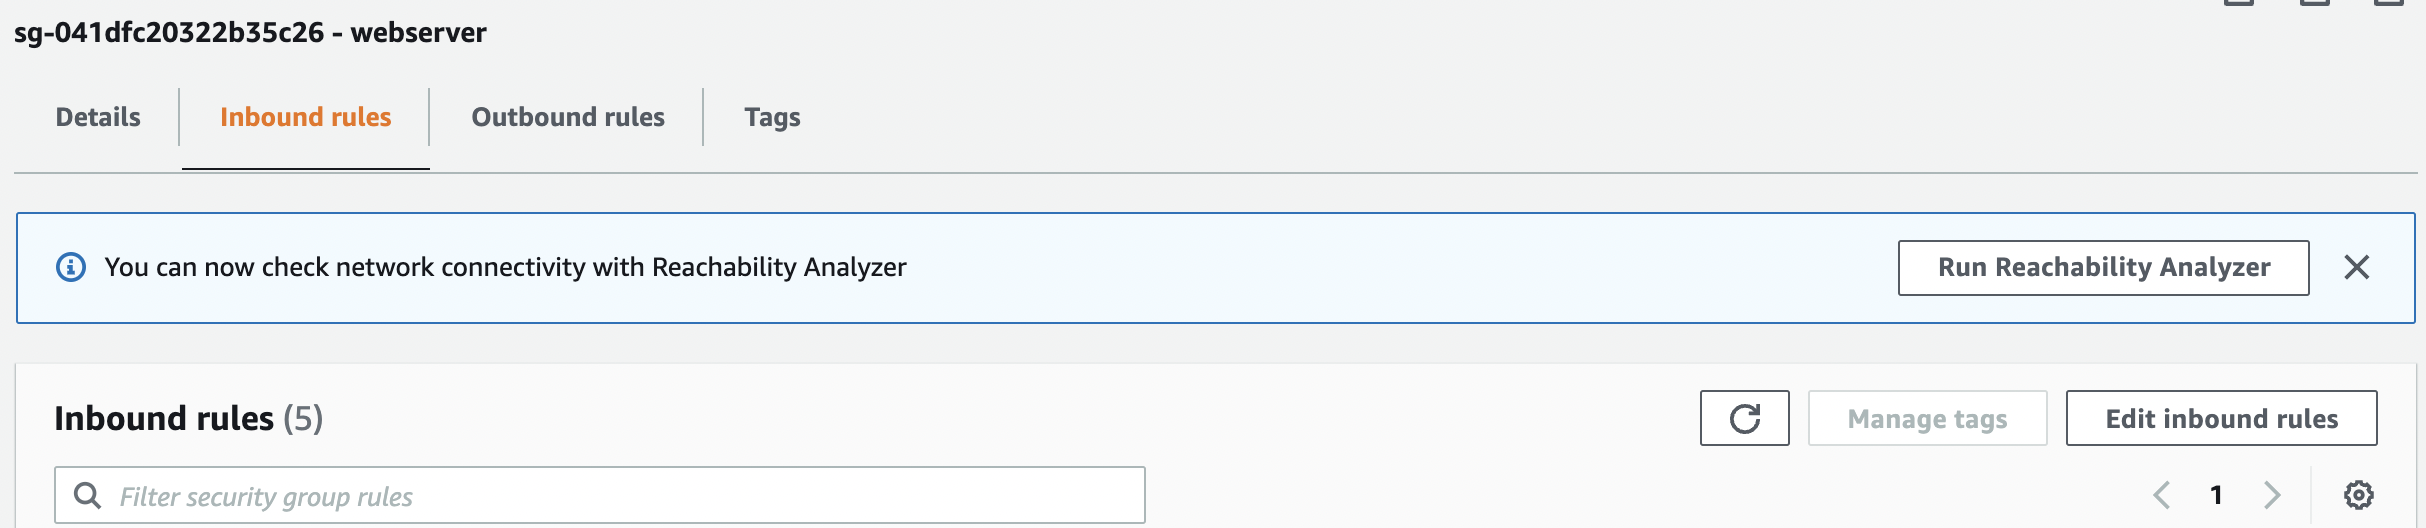 sg-041dfc20322b35c26 - webserver
Details
Inbound rules
Outbound rules
Tags
You can now check network connectivity with Reachability Analyzer
Run Reachability Analyzer
Inbound rules (5)
Manage tags
Edit inbound rules
Filter security group rules
1